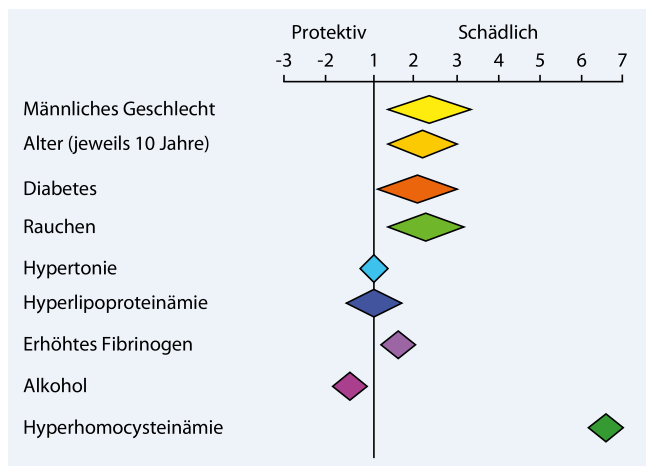 Protektiv Schädlich
-3 -2 1 2 3 4 5 6 7
Männliches Geschlecht
Alter (jeweils 10 Jahre)
Diabetes
Rauchen
Hypertonie
Hyperlipoproteinämie
Erhöhtes Fibrinogen
Alkohol
Hyperhomocysteinämie